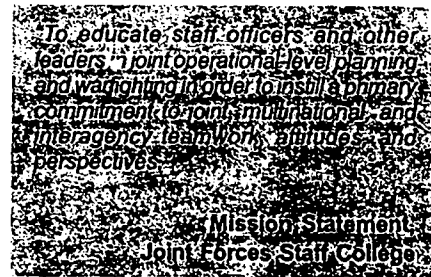 To educate staff officers and other
leaders in joint operational-level planning
and warfighting in order to instill a primary
commitment to joint, multinational, and
interagency teamwork, attitudes, and
perspectives.
Mission Statement
Joint Forces Staff College